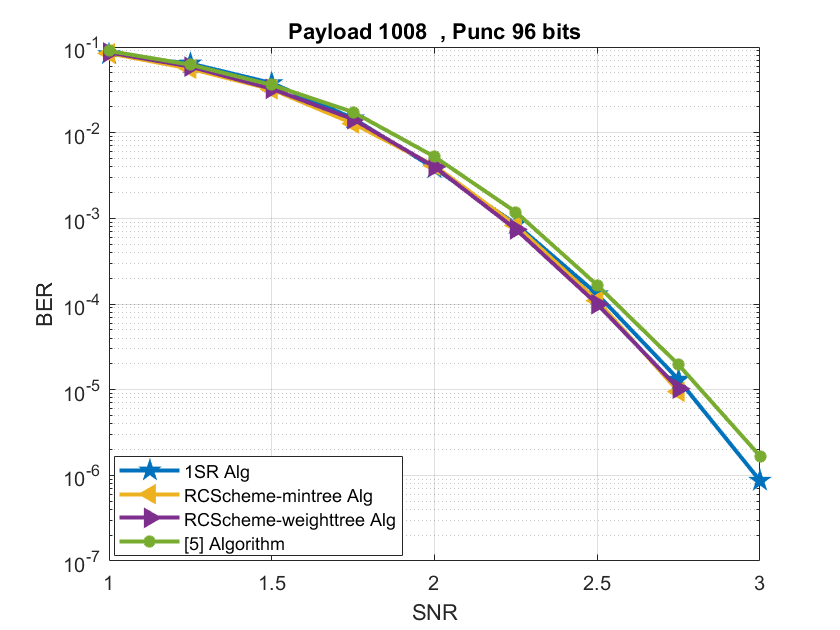 Payload 1008  , Punc 96 bits
10^-1
10^-2
10^-3
10^-4
10^-5
10^-6
10^-7
BER
1SR Alg
RCScheme-mintree Alg
RCScheme-weighttree Alg
[5] Algorithm
1 1.5 2 2.5 3
SNR